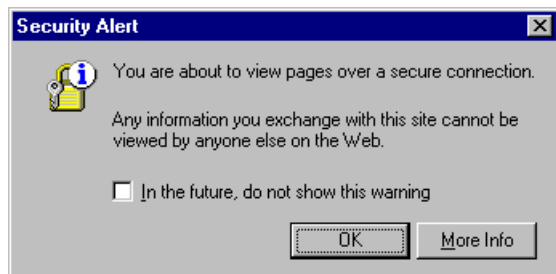 Security Alert
You are about to view pages over a secure connection.
Any information you exchange with this site cannot be
viewed by anyone else on the Web.
In the future, do not show this warning
OK
More Info